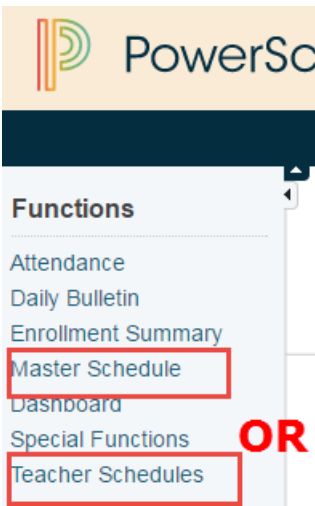 PowerSc
Functions
Attendance
Daily Bulletin
Enrollment Summary
Master Schedule
Dashboard
Special Functions
OR
Teacher Schedules